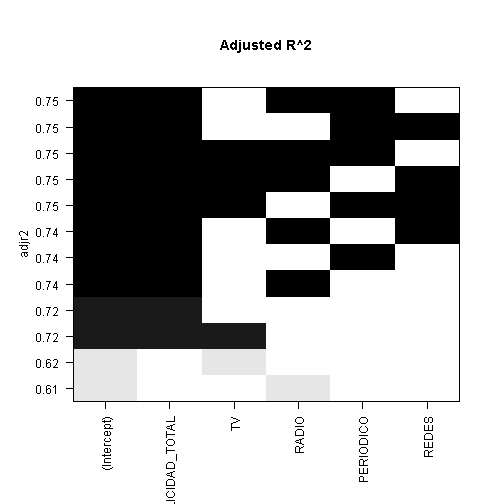 Adjusted R^2
adjr2
0.75
0.75
0.75
0.75
0.75
0.74
0.74
0.74
0.72
0.72
0.62
0.61
(Intercept)
ICIDAD_TOTAL
TV
RADIO
PERIODICO
REDES